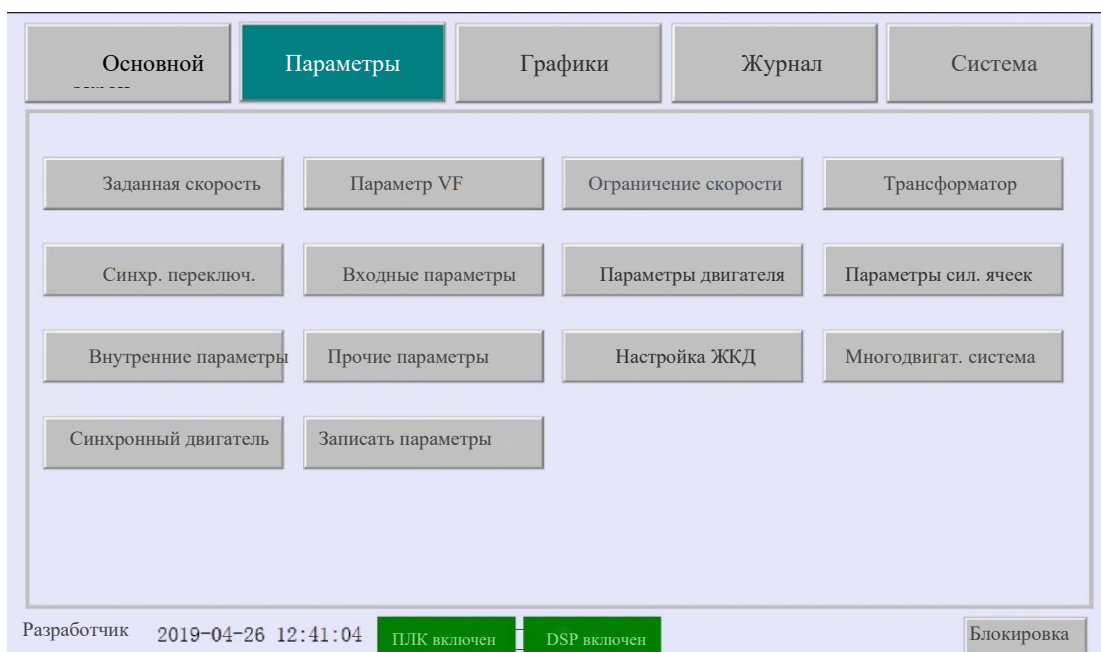 Основной Параметры Графики Журнал Система
Заданная скорость Параметр VF Ограничение скорости Трансформатор
Синхр. переключ. Входные параметры Параметры двигателя Параметры сил. ячеек
Внутренние параметры Прочие параметры Настройка ЖКД Многодвигат. система
Синхронный двигатель Записать параметры
Разработчик 2019-04-26 12:41:04 ПЛК включен DSP включен Блокировка